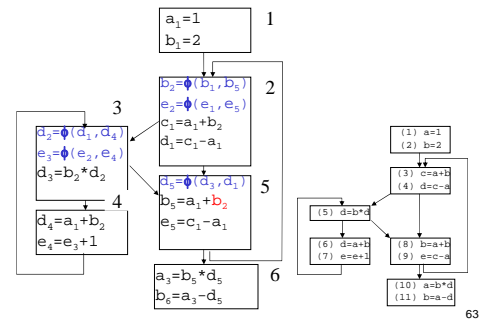 1
a₁=1
b₁=2
2
b₂=ϕ(b₁,b₅)
e₂=ϕ(e₁,e₅)
c₁=a₁+b₂
d₁=c₁-a₁
3
d₂=ϕ(d₁,d₄)
e₃=ϕ(e₂,e₄)
d₃=b₂*d₂
4
d₄=a₁+b₂
e₄=e₃+1
5
d₅=ϕ(d₃,d₁)
b₅=a₁+b₂
e₅=c₁-a₁
6
a₃=b₅*d₅
b₆=a₃-d₅
(1) a=1
(2) b=2
(3) c=a+b
(4) d=c-a
(5) d=b*d
(6) d=a+b
(7) e=e+1
(8) b=a+b
(9) e=c-a
(10) a=b*d
(11) b=a-d
63